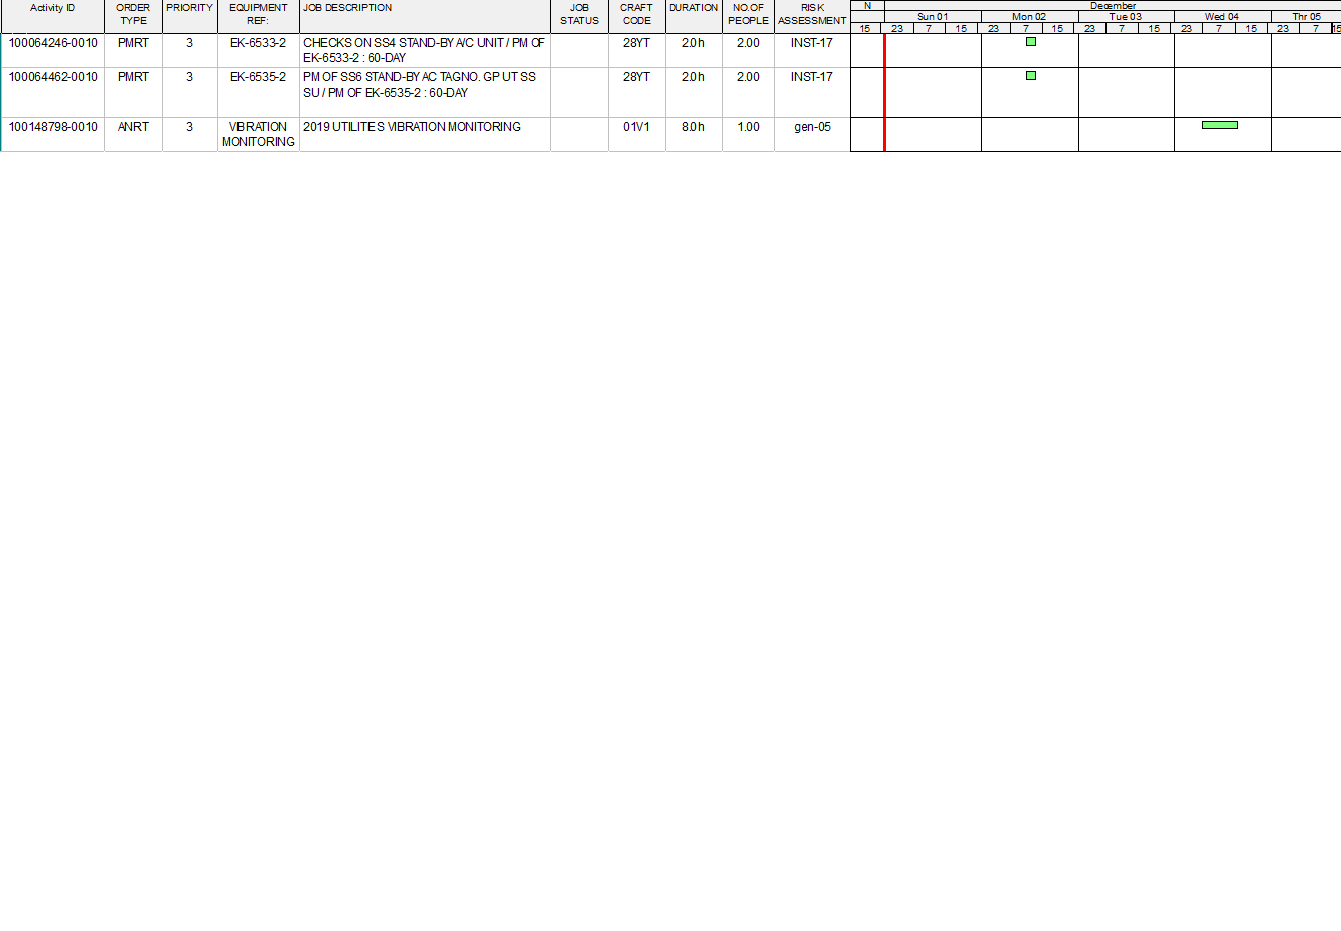 Activity ID ORDER TYPE PRIORITY EQUIPMENT REF: JOB DESCRIPTION JOB STATUS CRAFT CODE DURATION NO.OF PEOPLE RISK ASSESSMENT
N December
Sun 01 Mon 02 Tue 03 Wed 04 Thr 05
15 23 7 15 23 7 15 23 7 15 23 7 15 23 7 15
100064246-0010 PMRT 3 EK-6533-2 CHECKS ON SS4 STAND-BY A/C UNIT / PM OF 28YT 2.0h 2.00 INST-17
EK-6533-2 : 60-DAY
100064462-0010 PMRT 3 EK-6535-2 PM OF SS6 STAND-BY AC TAGNO. GP UT SS 28YT 2.0h 2.00 INST-17
SU / PM OF EK-6535-2 : 60-DAY
100148798-0010 ANRT 3 VIBRATION 2019 UTILITIES VIBRATION MONITORING 01V1 8.0h 1.00 gen-05
MONITORING